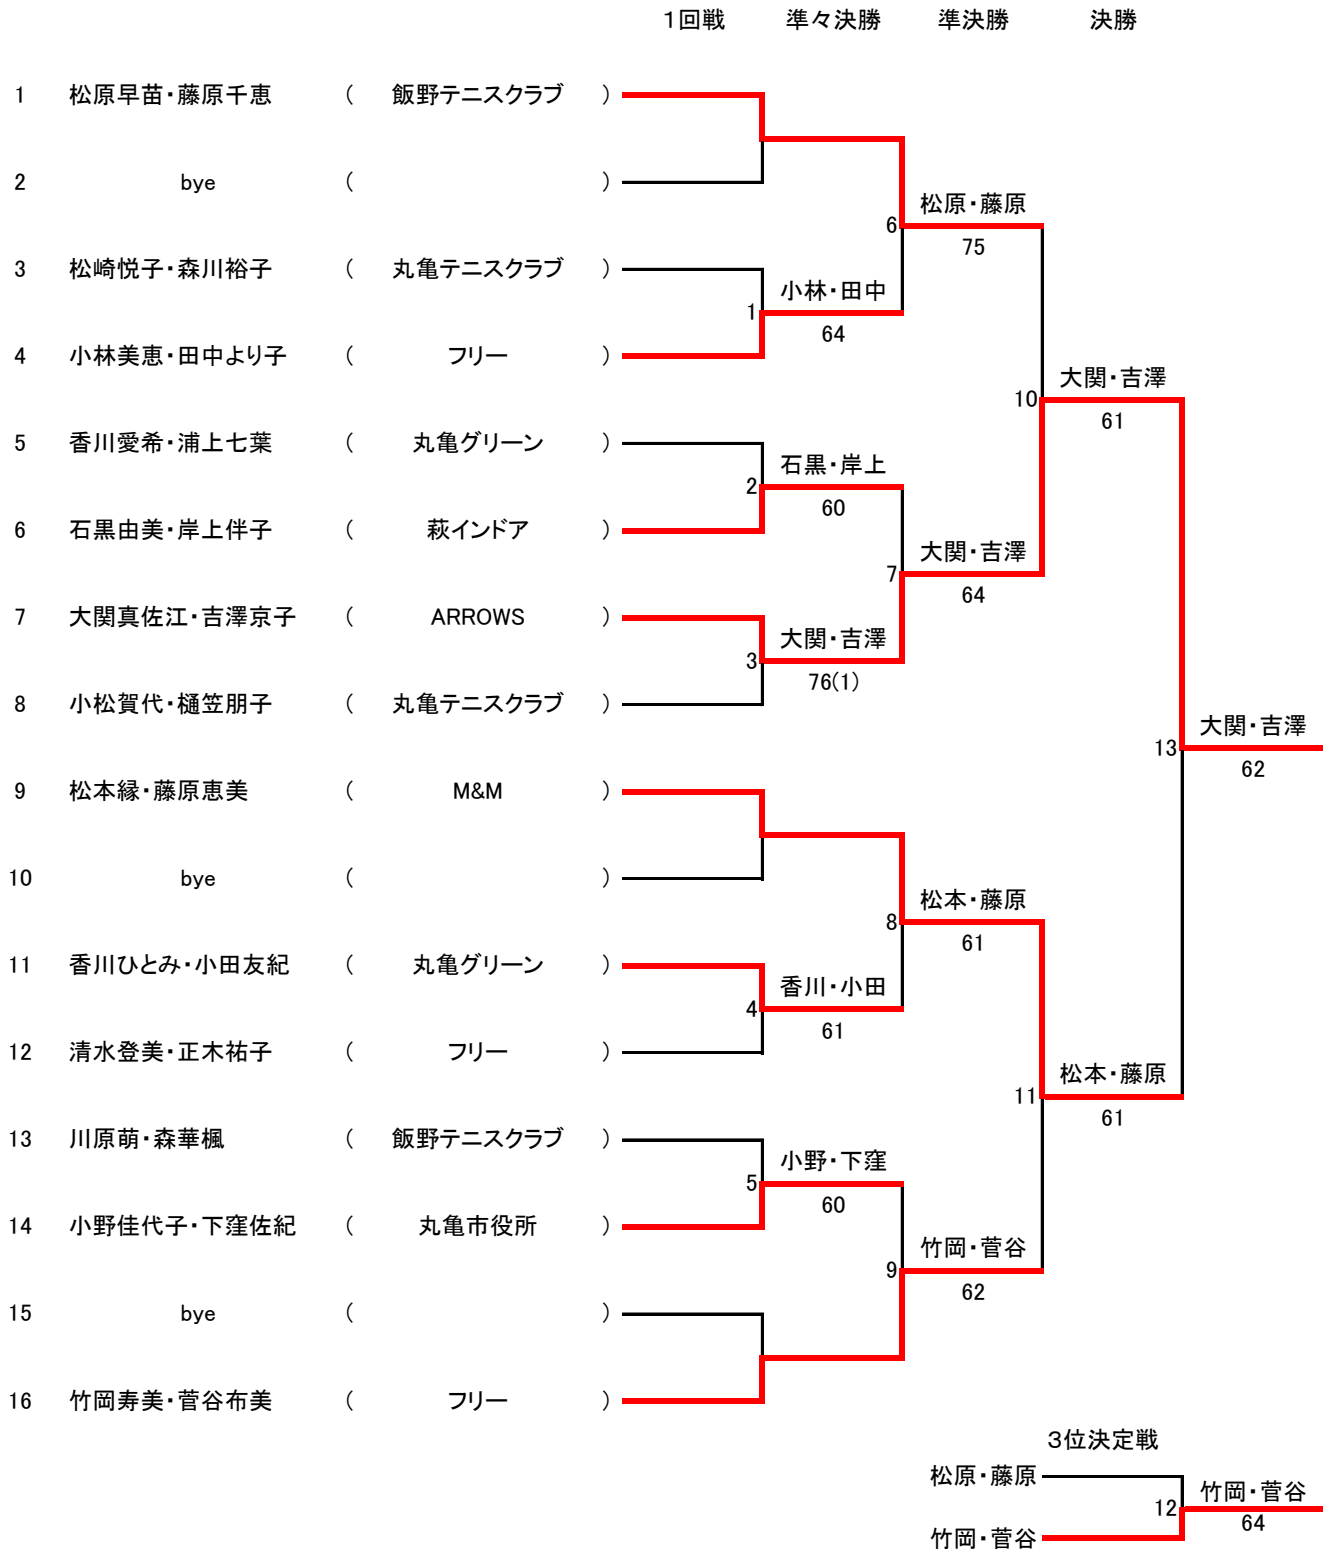 1回戦 準々決勝 準決勝 決勝
1 松原早苗・藤原千恵 ( 飯野テニスクラブ )
2 bye ( )
松原・藤原
6
75
3 松崎悦子・森川裕子 ( 丸亀テニスクラブ )
小林・田中
1
64
4 小林美恵・田中より子 ( フリー )
大関・吉澤
10
61
5 香川愛希・浦上七葉 ( 丸亀グリーン )
石黒・岸上
2
60
6 石黒由美・岸上伴子 ( 萩インドア )
大関・吉澤
7
64
7 大関真佐江・吉澤京子 ( ARROWS )
大関・吉澤
3
76(1)
8 小松賀代・樋笠朋子 ( 丸亀テニスクラブ )
大関・吉澤
13
62
9 松本縁・藤原恵美 ( M&M )
10 bye ( )
松本・藤原
8
61
11 香川ひとみ・小田友紀 ( 丸亀グリーン )
香川・小田
4
61
12 清水登美・正木祐子 ( フリー )
松本・藤原
11
61
13 川原萌・森華楓 ( 飯野テニスクラブ )
小野・下窪
5
60
14 小野佳代子・下窪佐紀 ( 丸亀市役所 )
竹岡・菅谷
9
62
15 bye ( )
16 竹岡寿美・菅谷布美 ( フリー )
3位決定戦
松原・藤原
竹岡・菅谷
12
64
竹岡・菅谷